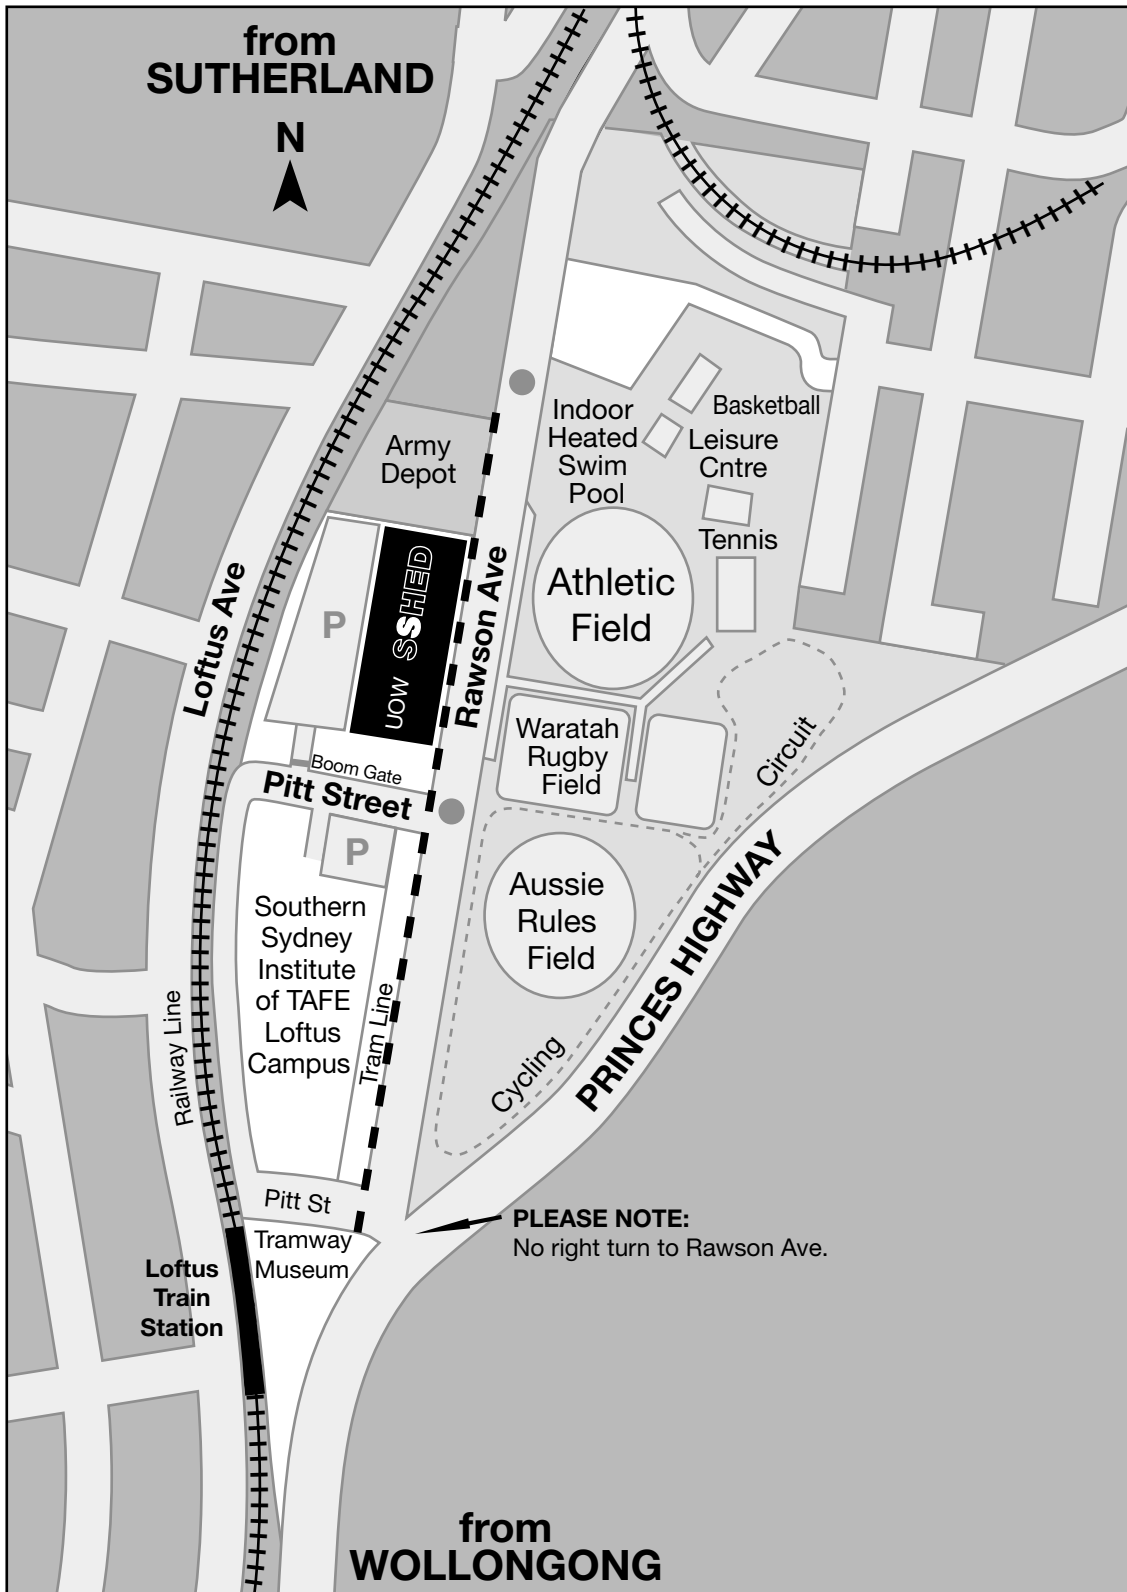 from
SUTHERLAND
N
Army
Depot
Indoor
Heated
Swim
Pool
Basketball
Leisure
Cntre
Tennis
Athletic
Field
Loftus Ave
P
UOW SSHED
Rawson Ave
Waratah
Rugby
Field
Circuit
Boom Gate
Pitt Street
P
Southern
Sydney
Institute
of TAFE
Loftus
Campus
Aussie
Rules
Field
PRINCES HIGHWAY
Railway Line
Tram Line
Cycling
Pitt St
Tramway
Museum
PLEASE NOTE:
No right turn to Rawson Ave.
Loftus
Train
Station
from
WOLLONGONG